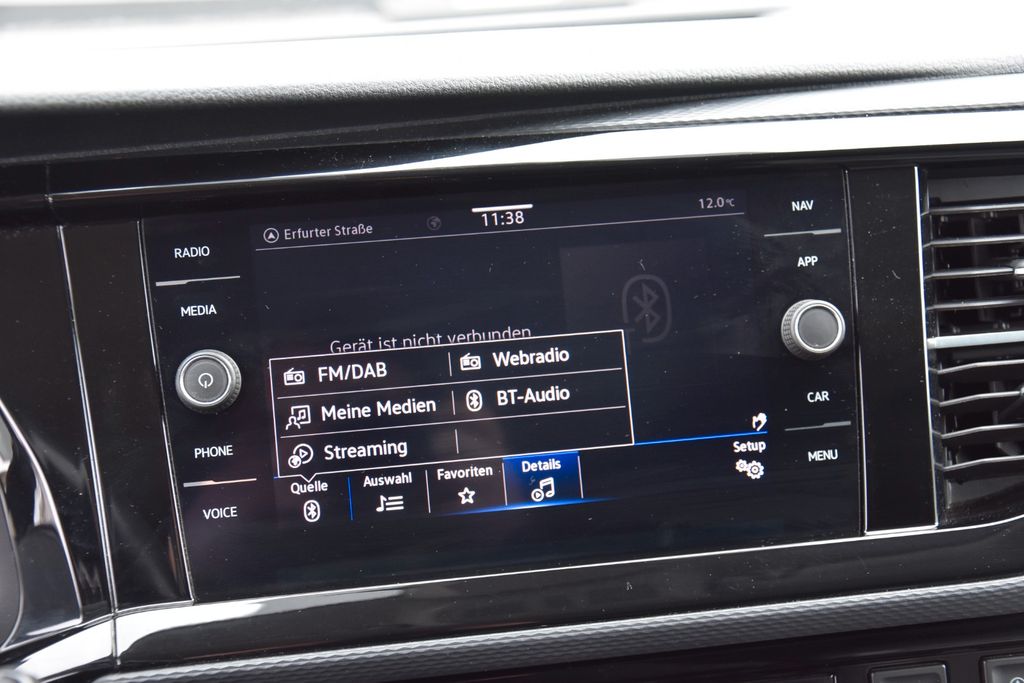 RADIO
MEDIA
PHONE
VOICE
Erfurter Straße
11:38
12.0°C
Gerät ist nicht verbunden
FM/DAB
Webradio
Meine Medien
BT-Audio
Streaming
Quelle
Auswahl
Favoriten
Details
Setup
NAV
APP
CAR
MENU